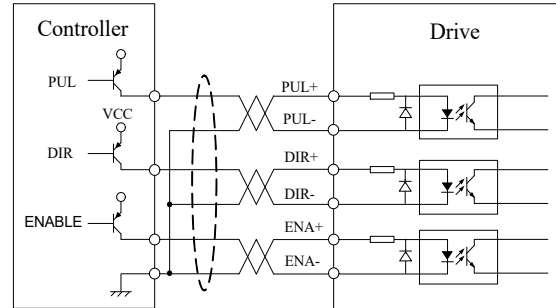 Controller
Drive
PUL
PUL+
VCC
PUL-
DIR
DIR+
DIR-
ENABLE
ENA+
ENA-